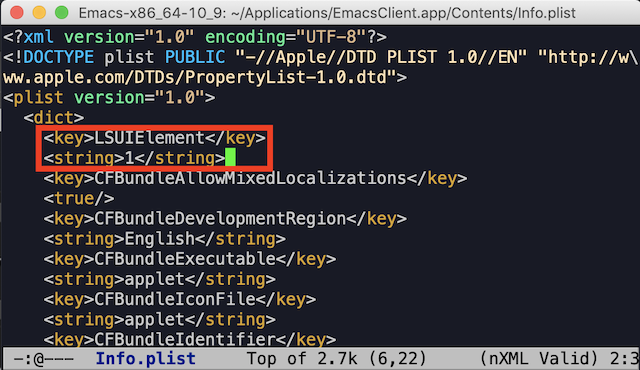 Emacs-x86_64-10_9: ~/Applications/EmacsClient.app/Contents/Info.plist
<?xml version="1.0" encoding="UTF-8"?>
<!DOCTYPE plist PUBLIC "-//Apple//DTD PLIST 1.0//EN" "http://w\
ww.apple.com/DTDs/PropertyList-1.0.dtd">
<plist version="1.0">
  <dict>
    <key>LSUIElement</key>
    <string>1</string>
    <key>CFBundleAllowMixedLocalizations</key>
    <true/>
    <key>CFBundleDevelopmentRegion</key>
    <string>English</string>
    <key>CFBundleExecutable</key>
    <string>applet</string>
    <key>CFBundleIconFile</key>
    <string>applet</string>
    <key>CFBundleIdentifier</key>
-:@---  Info.plist     Top of 2.7k (6,22)     (nXML Valid) 2:3